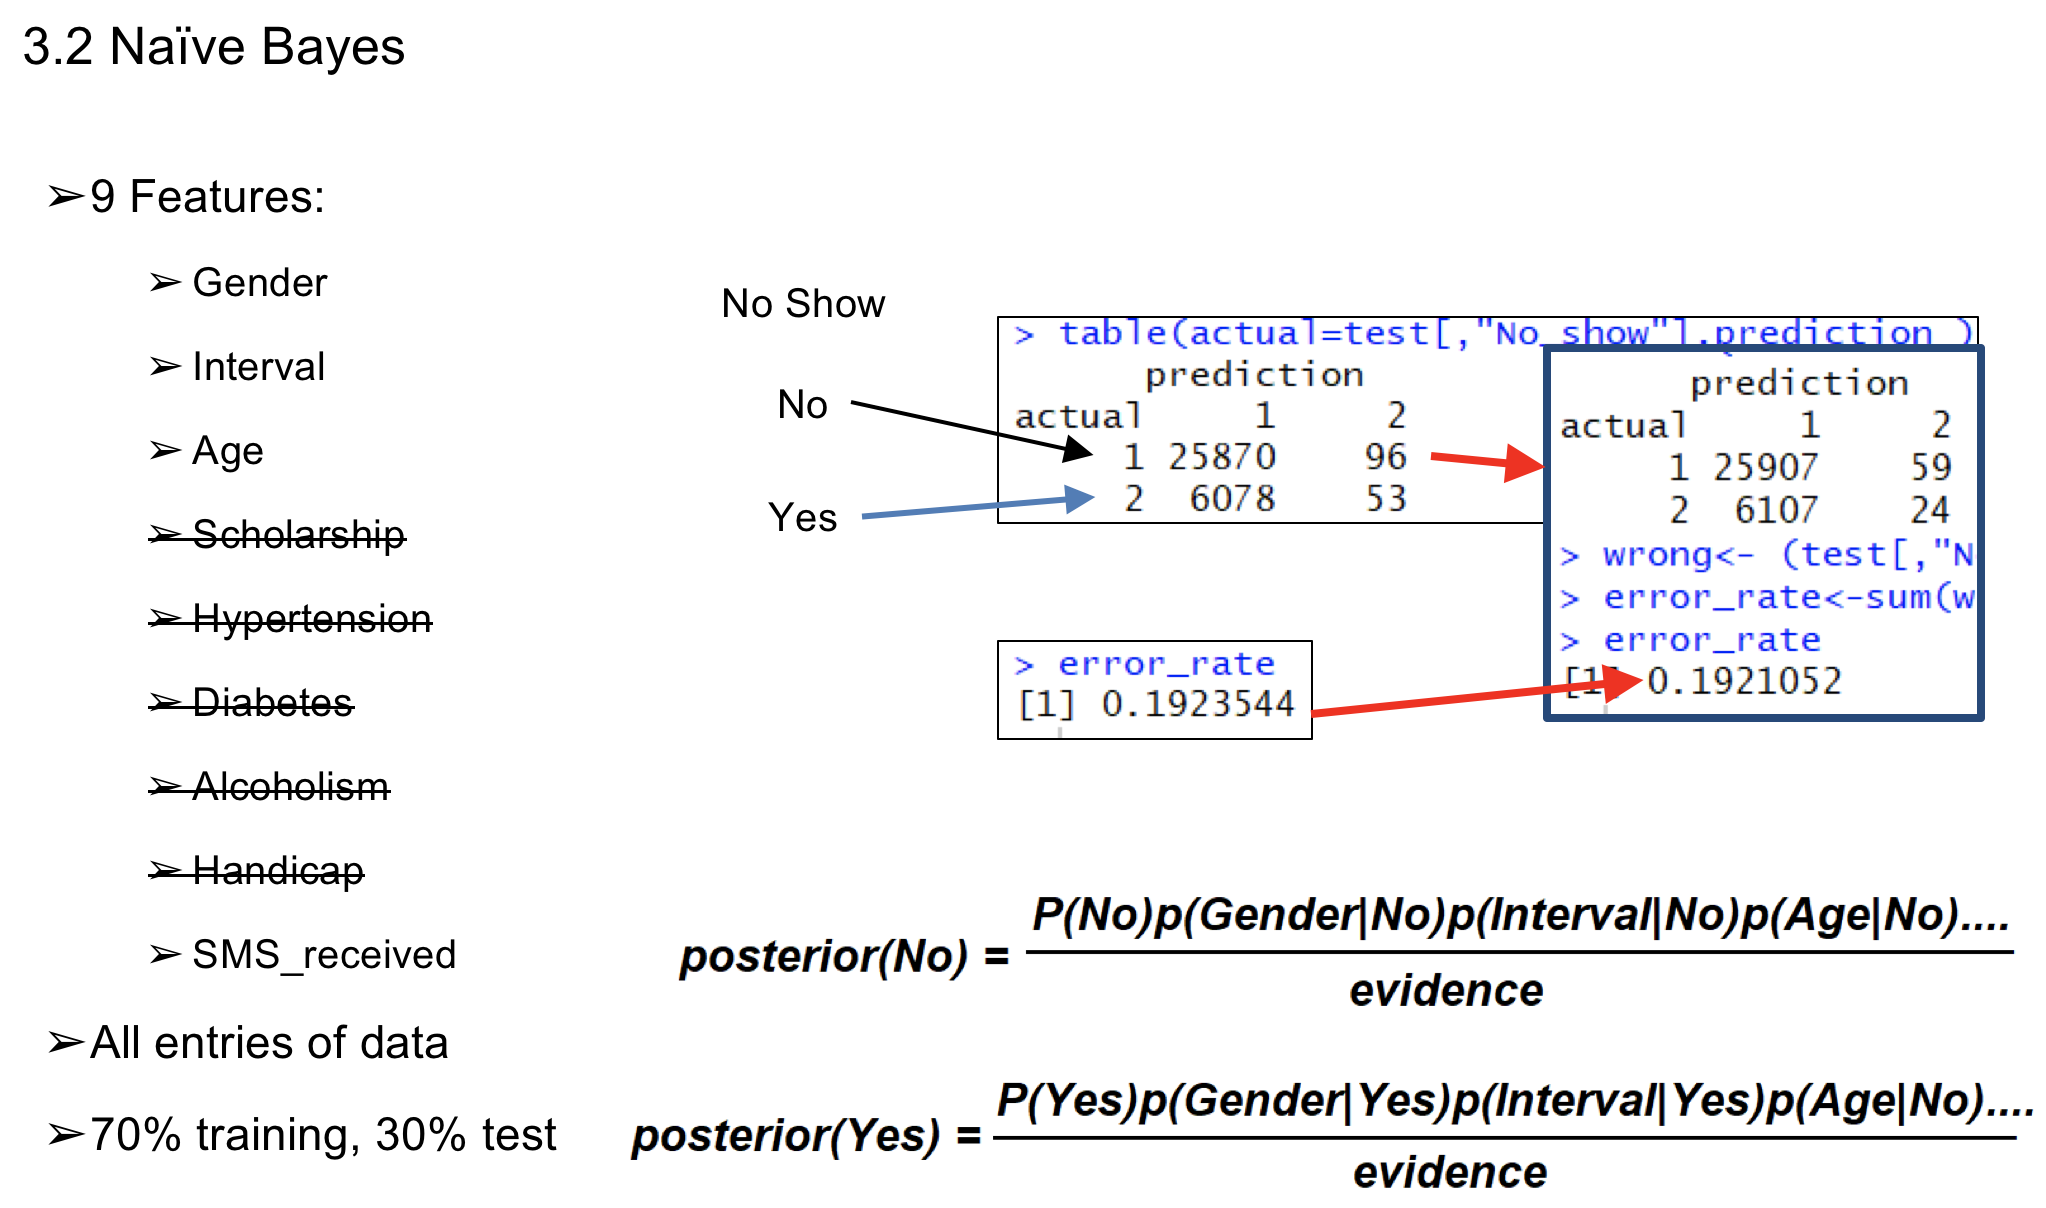 3.2 Naïve Bayes
➢9 Features:
➢ Gender
➢ Interval
➢ Age
➢ Scholarship
➢ Hypertension
➢ Diabetes
➢ Alcoholism
➢ Handicap
➢ SMS_received
➢All entries of data
➢70% training, 30% test
No Show
No
Yes
> table(actual=test[,"No_show"],prediction )
prediction
actual 1 2
1 25870 96
2 6078 53
> error_rate
[1] 0.1923544
prediction
actual 1 2
1 25907 59
2 6107 24
> wrong<- (test[,"N
> error_rate<-sum(w
> error_rate
[1] 0.1921052
P(No)p(Gender|No)p(Interval|No)p(Age|No)....
posterior(No) =
evidence
P(Yes)p(Gender|Yes)p(Interval|Yes)p(Age|No)....
posterior(Yes) =
evidence